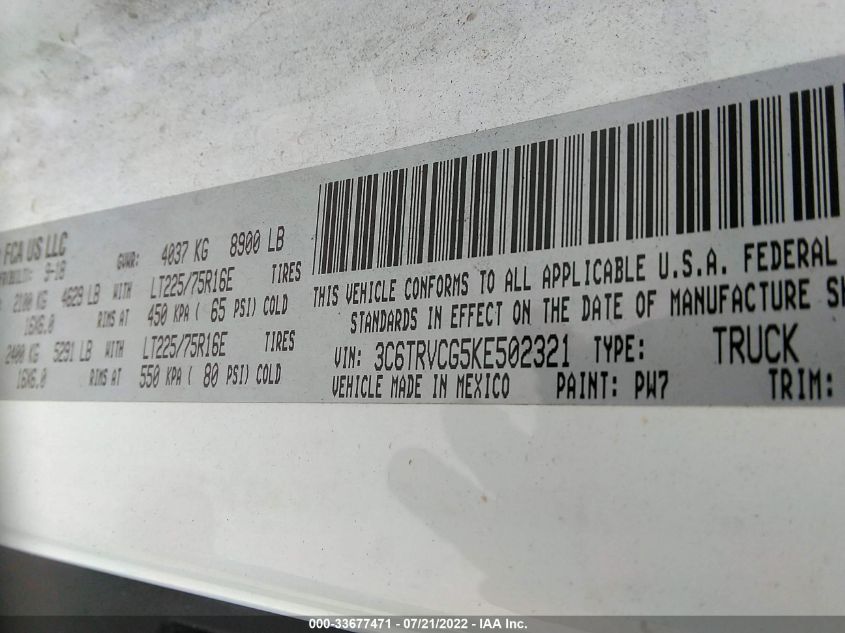 FCA US LLC
9-18
GVWR: 4037 KG 8900 LB
2100 KG 4629 LB WITH LT225/75R16E TIRES
16X6.0 RIMS AT 450 KPA ( 65 PSI) COLD
2400 KG 5291 LB WITH LT225/75R16E TIRES
16X6.0 RIMS AT 550 KPA ( 80 PSI) COLD
THIS VEHICLE CONFORMS TO ALL APPLICABLE U.S.A. FEDERAL
STANDARDS IN EFFECT ON THE DATE OF MANUFACTURE SH
VIN: 3C6TRVCG5KE502321 TYPE: TRUCK
VEHICLE MADE IN MEXICO PAINT: PW7 TRIM:
000-33677471 - 07/21/2022 - IAA Inc.